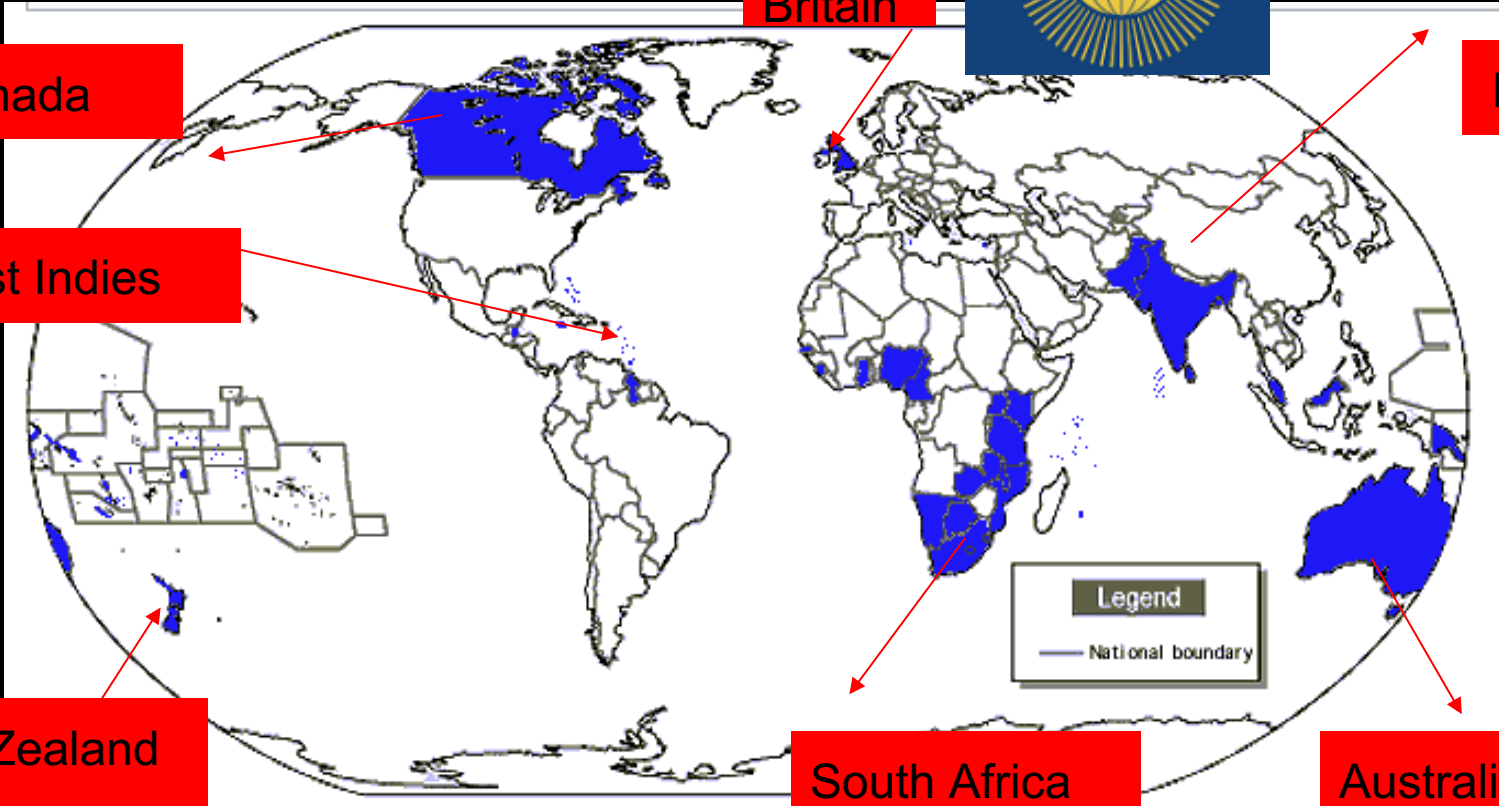 Britain
nada
st Indies
Legend
National boundary
Zealand
South Africa
Australi